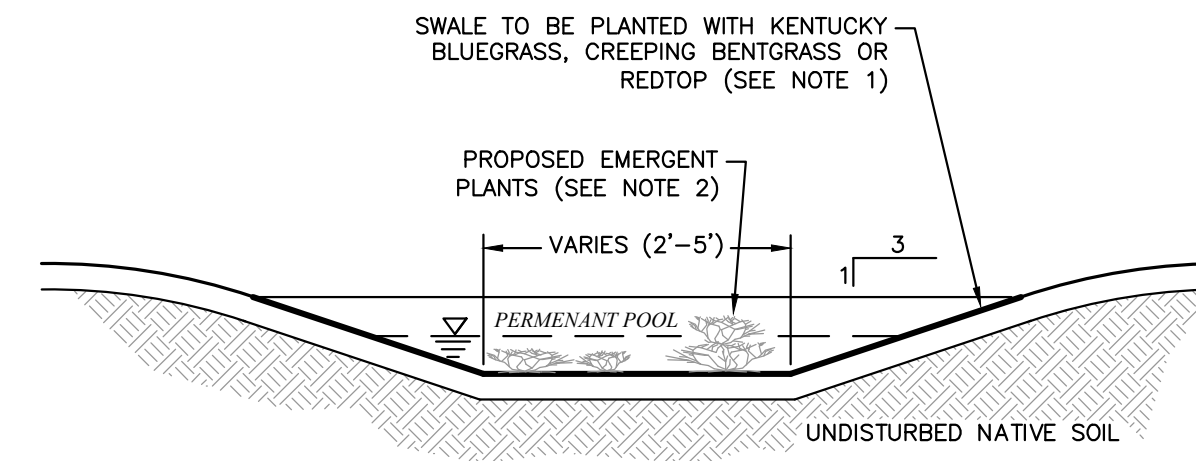 SWALE TO BE PLANTED WITH KENTUCKY
BLUEGRASS, CREEPING BENTGRASS OR
REDTOP (SEE NOTE 1)
PROPOSED EMERGENT
PLANTS (SEE NOTE 2)
VARIES (2'-5')
3
1
PERMENANT POOL
UNDISTURBED NATIVE SOIL